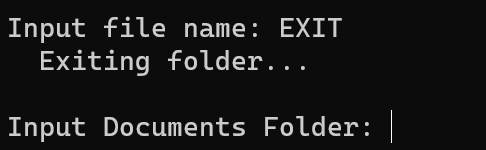 Input file name: EXIT
Exiting folder...
Input Documents Folder: